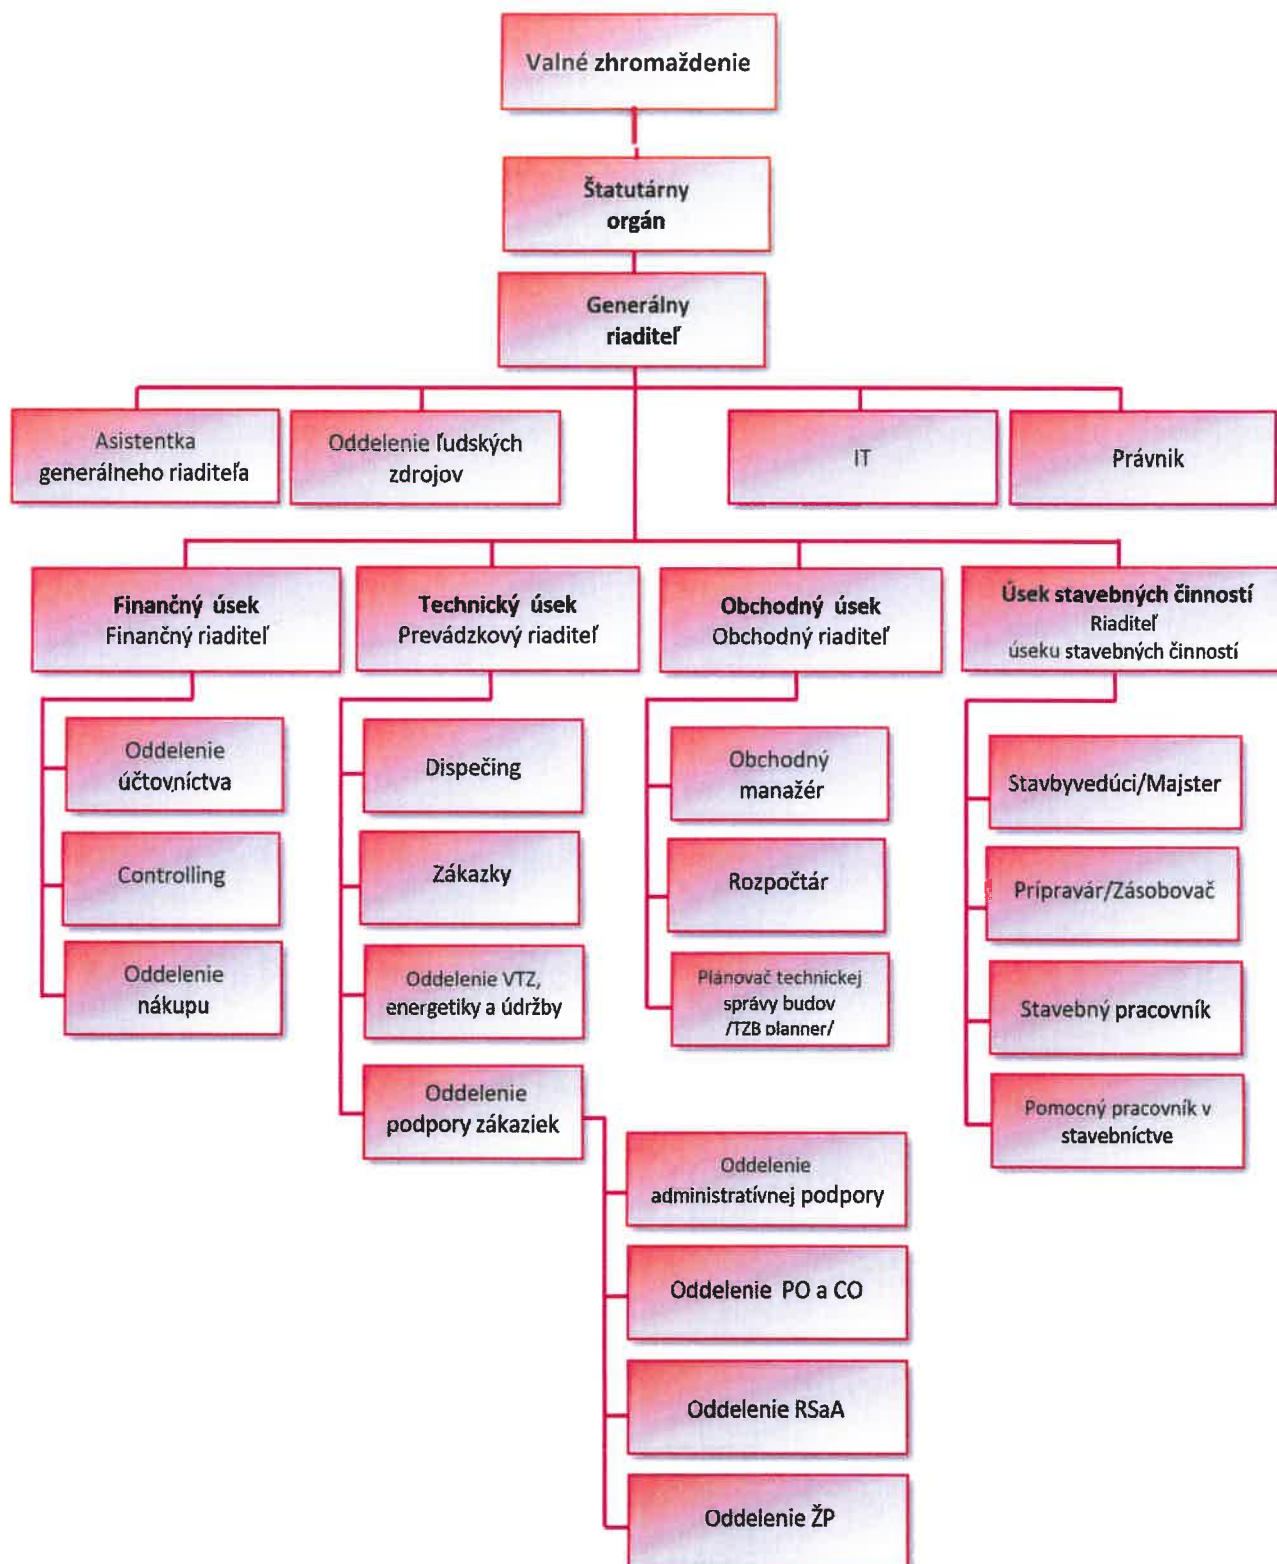 Valné zhromaždenie
Štatutárny
orgán
Generálny
riaditeľ
Asistentka
generálneho riaditeľa
Oddelenie ľudských
zdrojov
IT
Právnik
Finančný úsek
Finančný riaditeľ
Technický úsek
Prevádzkový riaditeľ
Obchodný úsek
Obchodný riaditeľ
Úsek stavebných činností
Riaditeľ
úseku stavebných činností
Oddelenie
účtovníctva
Controlling
Oddelenie
nákupu
Dispečing
Zákazky
Oddelenie VTZ,
energetiky a údržby
Oddelenie
podpory zákaziek
Oddelenie
administratívnej podpory
Oddelenie PO a CO
Oddelenie RSaA
Oddelenie ŽP
Obchodný
manažér
Rozpočtár
Plánovač technickej
správy budov
/TZB planner/
Stavbyvedúci/Majster
Prípravár/Zásobovač
Stavebný pracovník
Pomocný pracovník v
stavebníctve